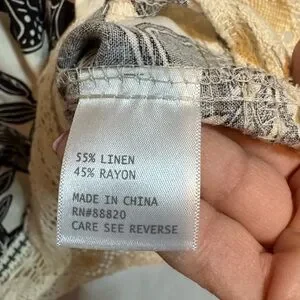 55% LINEN
45% RAYON
MADE IN CHINA
RN#88820
CARE SEE REVERSE